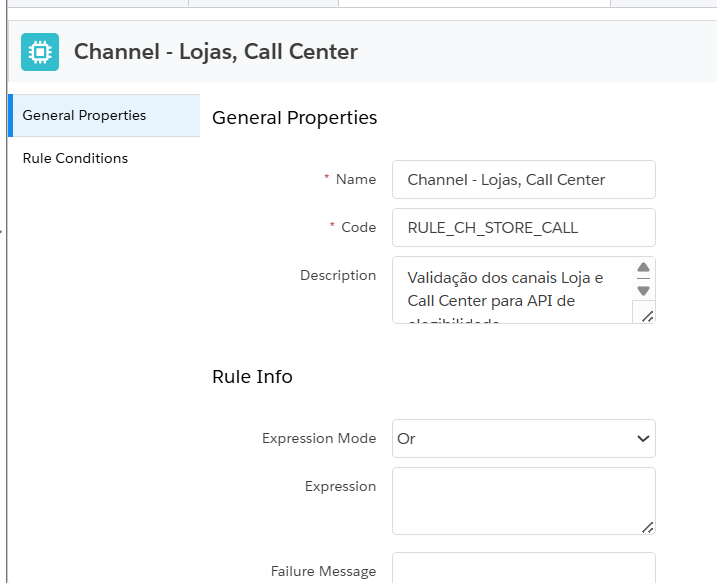 Channel - Lojas, Call Center
General Properties
Rule Conditions
General Properties
* Name
Channel - Lojas, Call Center
* Code
RULE_CH_STORE_CALL
Description
Validação dos canais Loja e
Call Center para API de
Rule Info
Expression Mode
Or
Expression
Failure Message